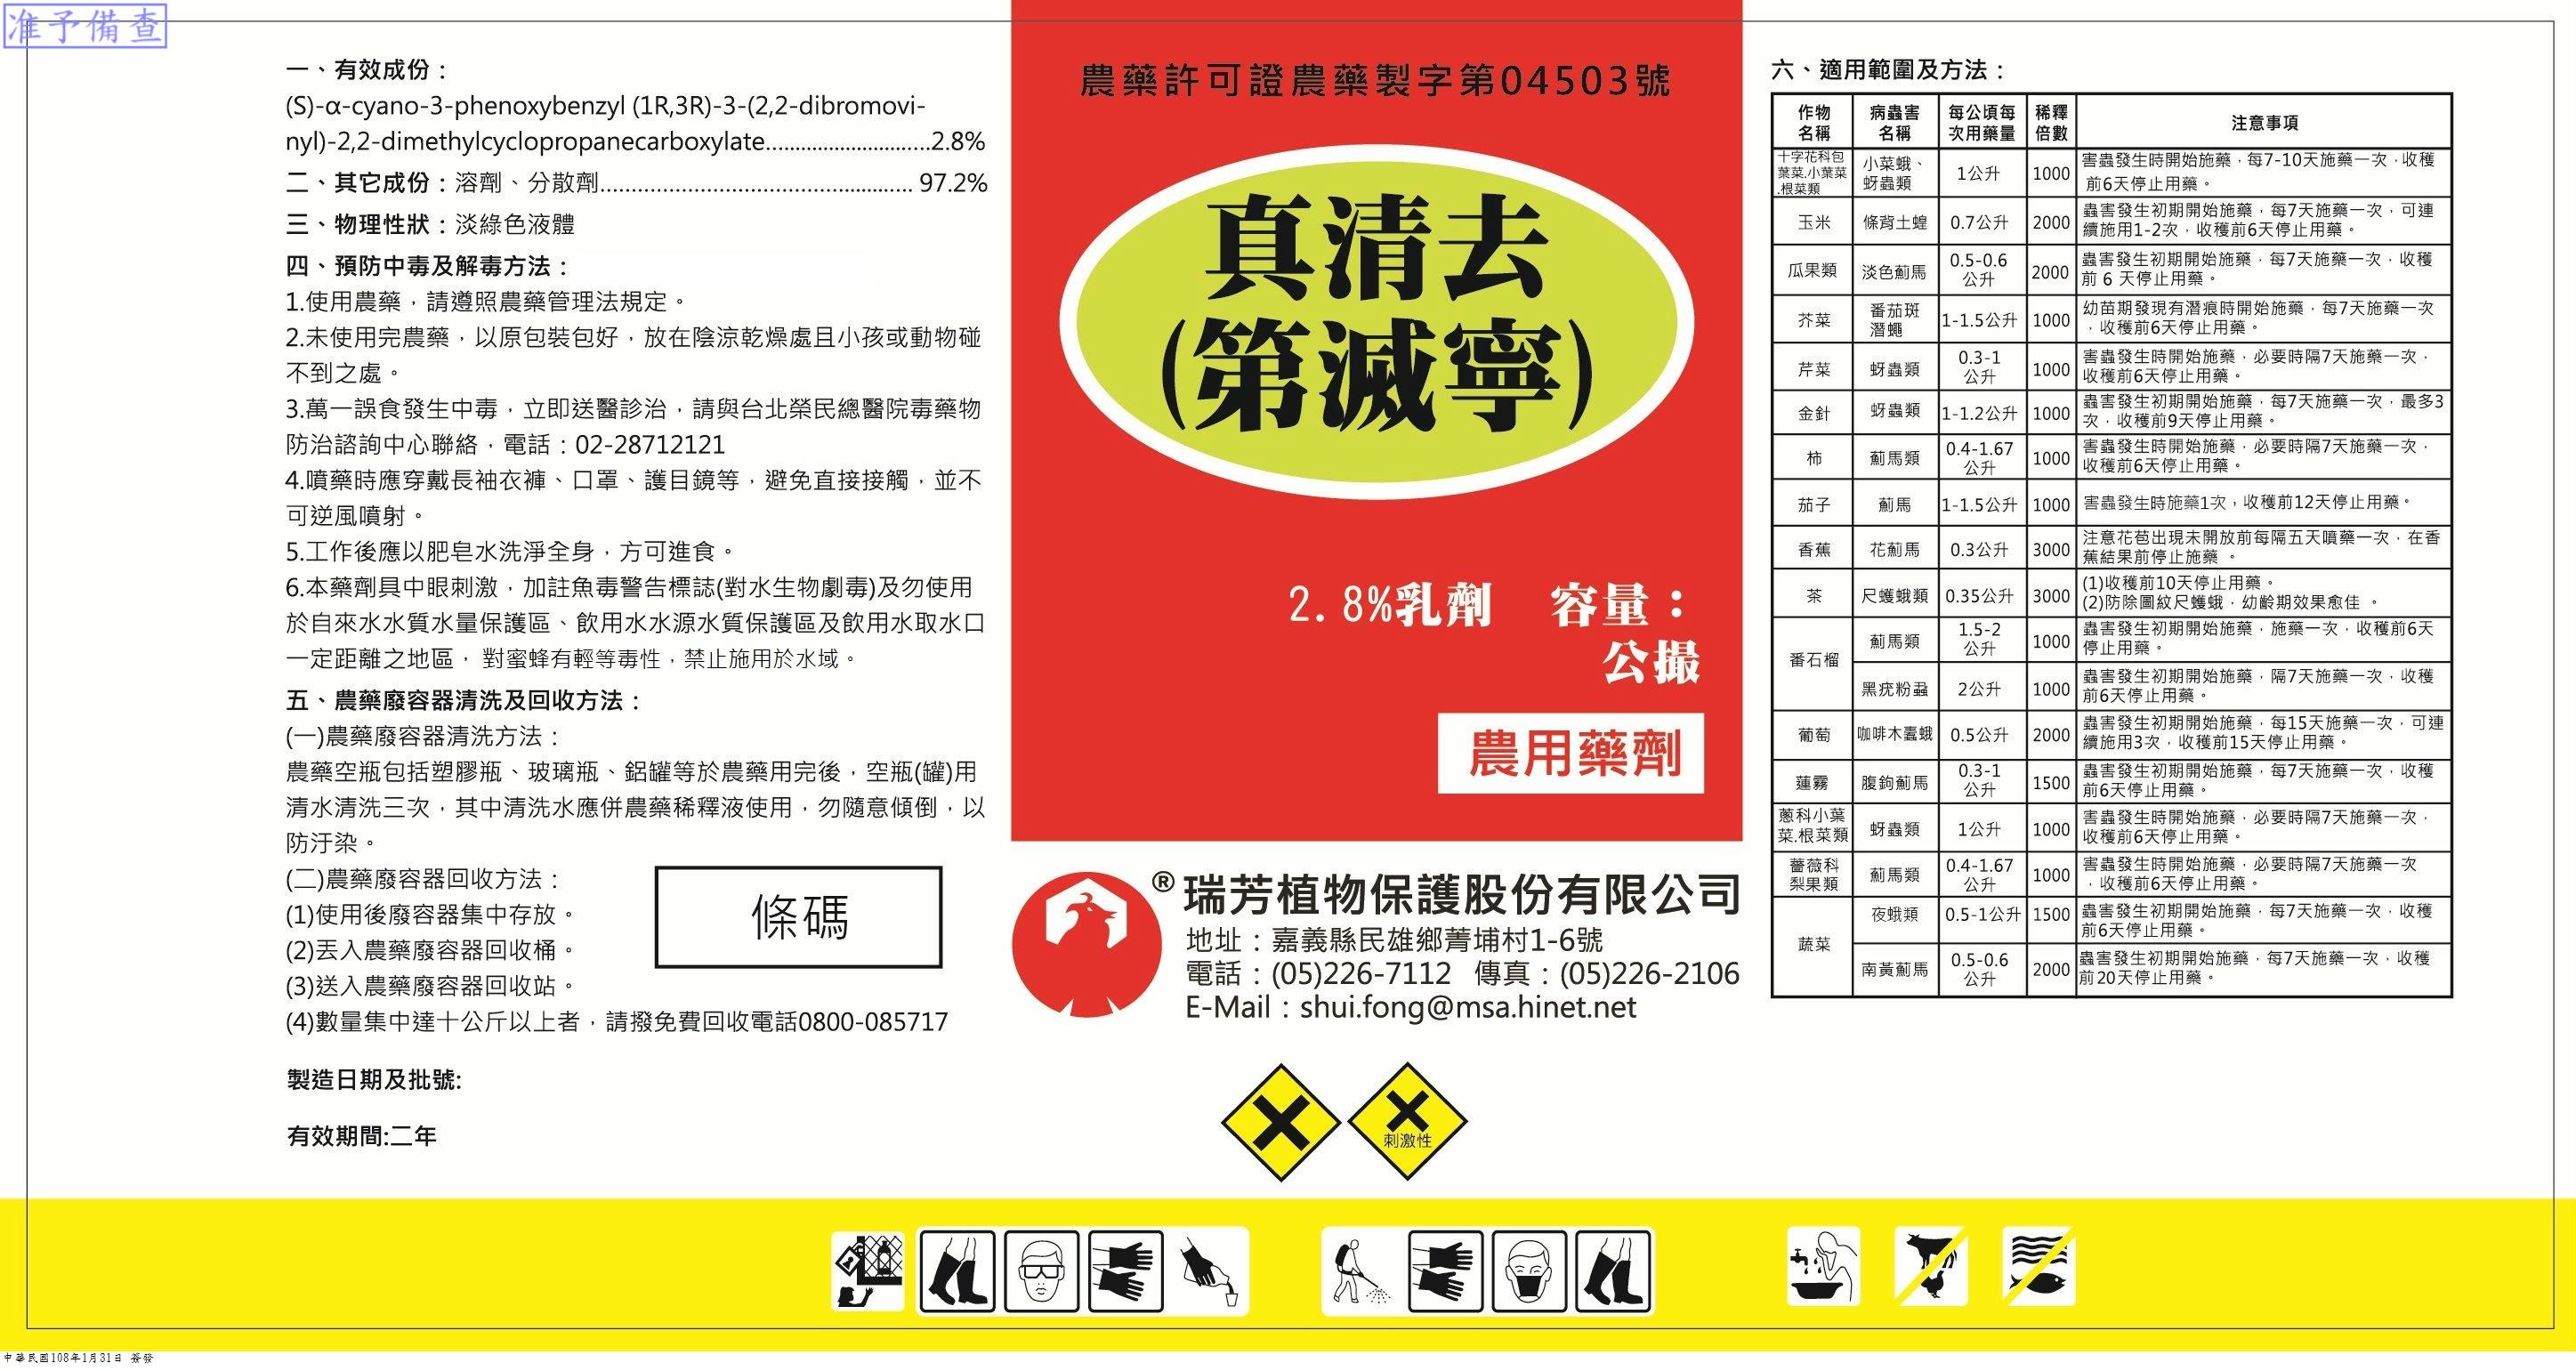 准予備查
一、有效成份：
(S)-α-cyano-3-phenoxybenzyl (1R,3R)-3-(2,2-dibromovi-
nyl)-2,2-dimethylcyclopropanecarboxylate............................2.8%
二、其它成份：溶劑、分散劑.................................................. 97.2%
三、物理性狀：淡綠色液體
四、預防中毒及解毒方法：
1.使用農藥，請遵照農藥管理法規定。
2.未使用完農藥，以原包裝包好，放在陰涼乾燥處且小孩或動物碰
不到之處。
3.萬一誤食發生中毒，立即送醫診治，請與台北榮民總醫院毒藥物
防治諮詢中心聯絡，電話：02-28712121
4.噴藥時應穿戴長袖衣褲、口罩、護目鏡等，避免直接接觸，並不
可逆風噴射。
5.工作後應以肥皂水洗淨全身，方可進食。
6.本藥劑具中眼刺激，加註魚毒警告標誌(對水生物劇毒)及勿使用
於自來水水質水量保護區、飲用水水源水質保護區及飲用水取水口
一定距離之地區，對蜜蜂有輕等毒性，禁止施用於水域。
五、農藥廢容器清洗及回收方法：
(一)農藥廢容器清洗方法：
農藥空瓶包括塑膠瓶、玻璃瓶、鋁罐等於農藥用完後，空瓶(罐)用
清水清洗三次，其中清洗水應併農藥稀釋液使用，勿隨意傾倒，以
防汙染。
(二)農藥廢容器回收方法：
(1)使用後廢容器集中存放。
(2)丟入農藥廢容器回收桶。
(3)送入農藥廢容器回收站。
(4)數量集中達十公斤以上者，請撥免費回收電話0800-085717
條碼
製造日期及批號:
有效期間:二年
農藥許可證農藥製字第04503號
真清去
(第滅寧)
2.8%乳劑 容量：
公撮
農用藥劑
®瑞芳植物保護股份有限公司
地址：嘉義縣民雄鄉菁埔村1-6號
電話：(05)226-7112 傳真：(05)226-2106
E-Mail：shui.fong@msa.hinet.net
刺激性
六、適用範圍及方法：
作物名稱 病蟲害名稱 每公頃每次用藥量 稀釋倍數 注意事項
十字花科包葉菜.小葉菜.根菜類 小菜蛾、蚜蟲類 1公升 1000 害蟲發生時開始施藥，每7-10天施藥一次，收穫前6天停止用藥。
玉米 條背土蝗 0.7公升 2000 蟲害發生初期開始施藥，每7天施藥一次，可連續施用1-2次，收穫前6天停止用藥。
瓜果類 淡色薊馬 0.5-0.6公升 2000 蟲害發生初期開始施藥，每7天施藥一次，收穫前 6 天停止用藥。
芥菜 番茄斑潛蠅 1-1.5公升 1000 幼苗期發現有潛痕時開始施藥，每7天施藥一次，收穫前6天停止用藥。
芹菜 蚜蟲類 0.3-1公升 1000 害蟲發生時開始施藥，必要時隔7天施藥一次，收穫前6天停止用藥。
金針 蚜蟲類 1-1.2公升 1000 蟲害發生初期開始施藥，每7天施藥一次，最多3次，收穫前9天停止用藥。
柿 薊馬類 0.4-1.67公升 1000 害蟲發生時開始施藥，必要時隔7天施藥一次，收穫前6天停止用藥。
茄子 薊馬 1-1.5公升 1000 害蟲發生時施藥1次，收穫前12天停止用藥。
香蕉 花薊馬 0.3公升 3000 注意花苞出現未開放前每隔五天噴藥一次，在香蕉結果前停止施藥 。
茶 尺蠖蛾類 0.35公升 3000 (1)收穫前10天停止用藥。
(2)防除圖紋尺蠖蛾，幼齡期效果愈佳 。
番石榴 薊馬類 1.5-2公升 1000 蟲害發生初期開始施藥，施藥一次，收穫前6天停止用藥。
黑疣粉蝨 2公升 1000 蟲害發生初期開始施藥，隔7天施藥一次，收穫前6天停止用藥。
葡萄 咖啡木蠹蛾 0.5公升 2000 蟲害發生初期開始施藥，每15天施藥一次，可連續施用3次，收穫前15天停止用藥。
蓮霧 腹鉤薊馬 0.3-1公升 1500 蟲害發生初期開始施藥，每7天施藥一次，收穫前6天停止用藥。
蔥科小葉菜.根菜類 蚜蟲類 1公升 1000 害蟲發生時開始施藥，必要時隔7天施藥一次，收穫前6天停止用藥。
薔薇科梨果類 薊馬類 0.4-1.67公升 1000 害蟲發生時開始施藥，必要時隔7天施藥一次，收穫前6天停止用藥。
蔬菜 夜蛾類 0.5-1公升 1500 蟲害發生初期開始施藥，每7天施藥一次，收穫前6天停止用藥。
南黃薊馬 0.5-0.6公升 2000 蟲害發生初期開始施藥，每7天施藥一次，收穫前20天停止用藥。
中華民國108年1月31日 簽發